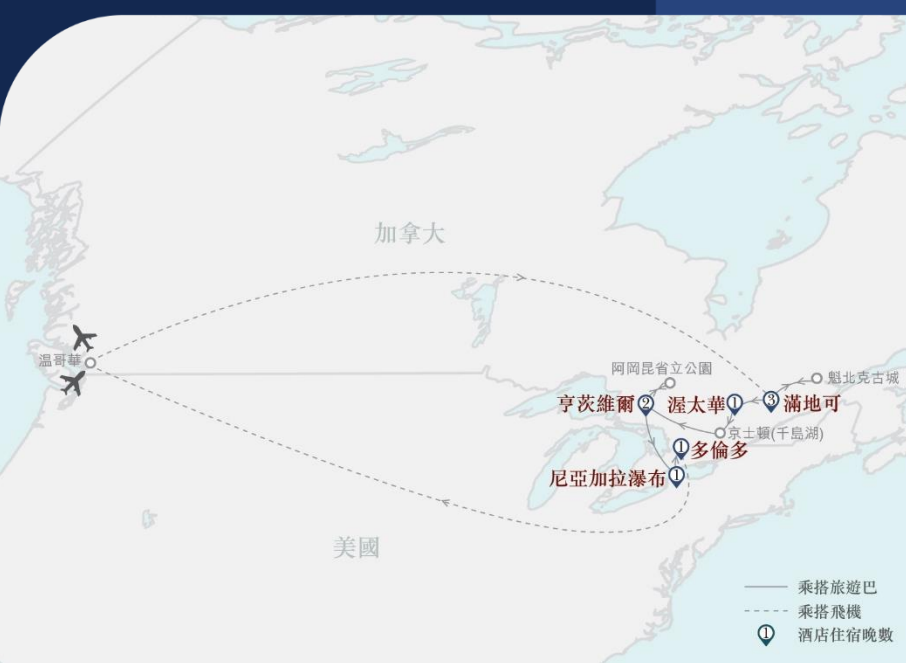 加拿大
温哥華
阿岡昆省立公園
魁北克古城
亨茨維爾 2
渥太華 1
3 滿地可
京士頓(千島湖)
1 多倫多
尼亞加拉瀑布 1
美國
乘搭旅遊巴
乘搭飛機
1 酒店住宿晚數